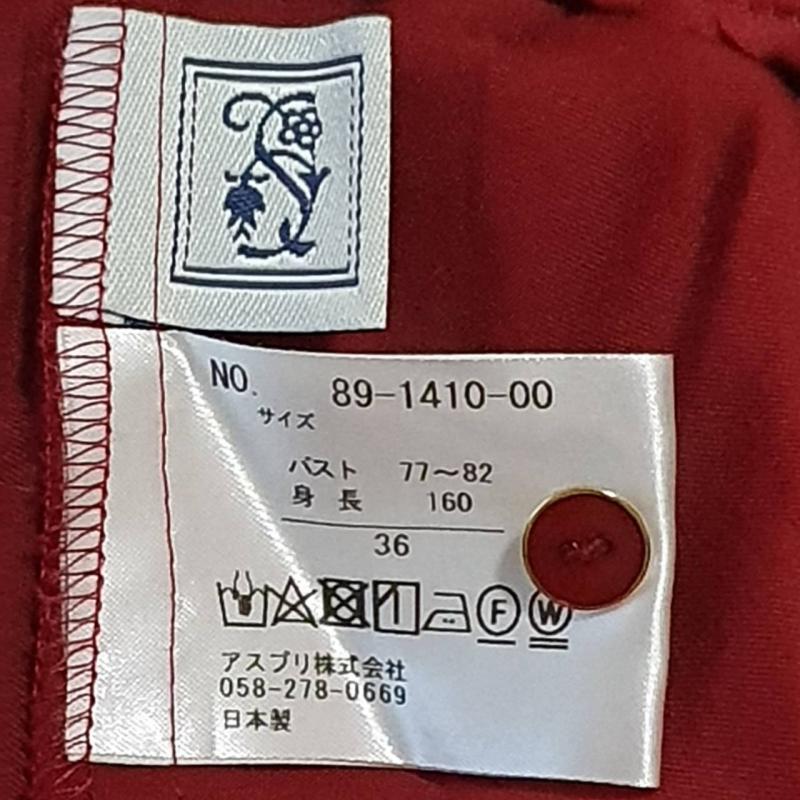 NO. 89-1410-00
サイズ
バスト 77〜82
身長 160
36
F W
アスプリ株式会社
058-278-0669
日本製